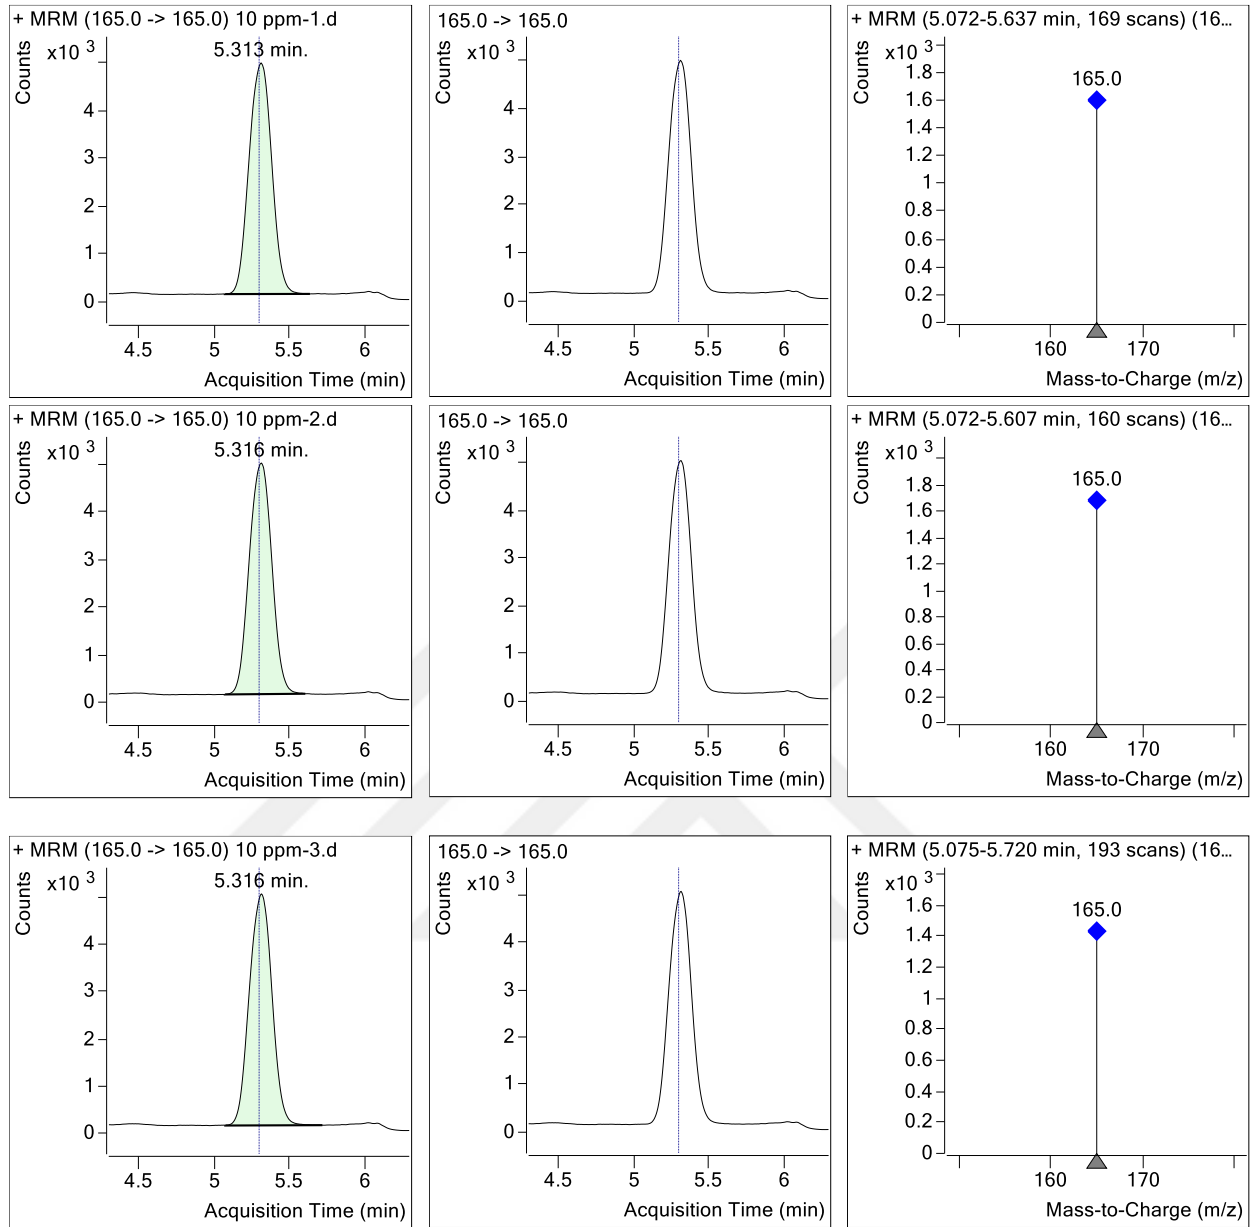 + MRM (165.0 -> 165.0) 10 ppm-1.d
x10 3
5.313 min.
Counts
4
3
2
1
0
4.5 5 5.5 6
Acquisition Time (min)
165.0 -> 165.0
x10 3
Counts
4
3
2
1
0
4.5 5 5.5 6
Acquisition Time (min)
+ MRM (5.072-5.637 min, 169 scans) (16...
x10 3
Counts
1.8
165.0
1.6
1.4
1.2
1
0.8
0.6
0.4
0.2
0
160 170
Mass-to-Charge (m/z)
+ MRM (165.0 -> 165.0) 10 ppm-2.d
x10 3
5.316 min.
Counts
4
3
2
1
0
4.5 5 5.5 6
Acquisition Time (min)
165.0 -> 165.0
x10 3
Counts
4
3
2
1
0
4.5 5 5.5 6
Acquisition Time (min)
+ MRM (5.072-5.607 min, 160 scans) (16...
x10 3
Counts
165.0
1.8
1.6
1.4
1.2
1
0.8
0.6
0.4
0.2
0
160 170
Mass-to-Charge (m/z)
+ MRM (165.0 -> 165.0) 10 ppm-3.d
x10 3
5.316 min.
Counts
4
3
2
1
0
4.5 5 5.5 6
Acquisition Time (min)
165.0 -> 165.0
x10 3
Counts
4
3
2
1
0
4.5 5 5.5 6
Acquisition Time (min)
+ MRM (5.075-5.720 min, 193 scans) (16...
x10 3
Counts
1.6
165.0
1.4
1.2
1
0.8
0.6
0.4
0.2
0
160 170
Mass-to-Charge (m/z)